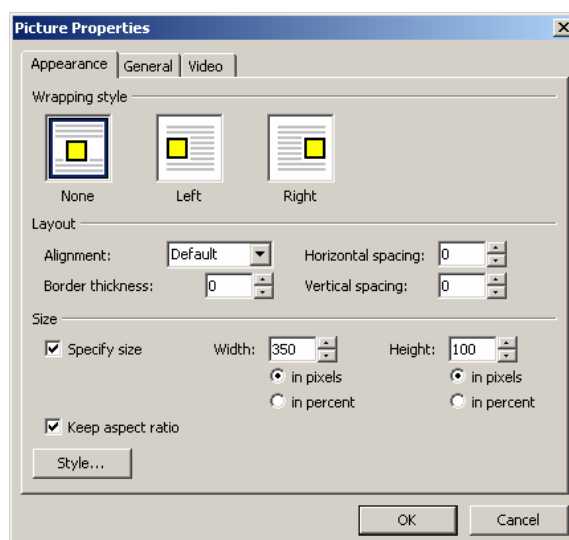 Picture Properties
Appearance General Video
Wrapping style
None Left Right
Layout
Alignment: Default Horizontal spacing: 0
Border thickness: 0 Vertical spacing: 0
Size
Specify size Width: 350 Height: 100
in pixels in pixels
in percent in percent
Keep aspect ratio
Style...
OK Cancel